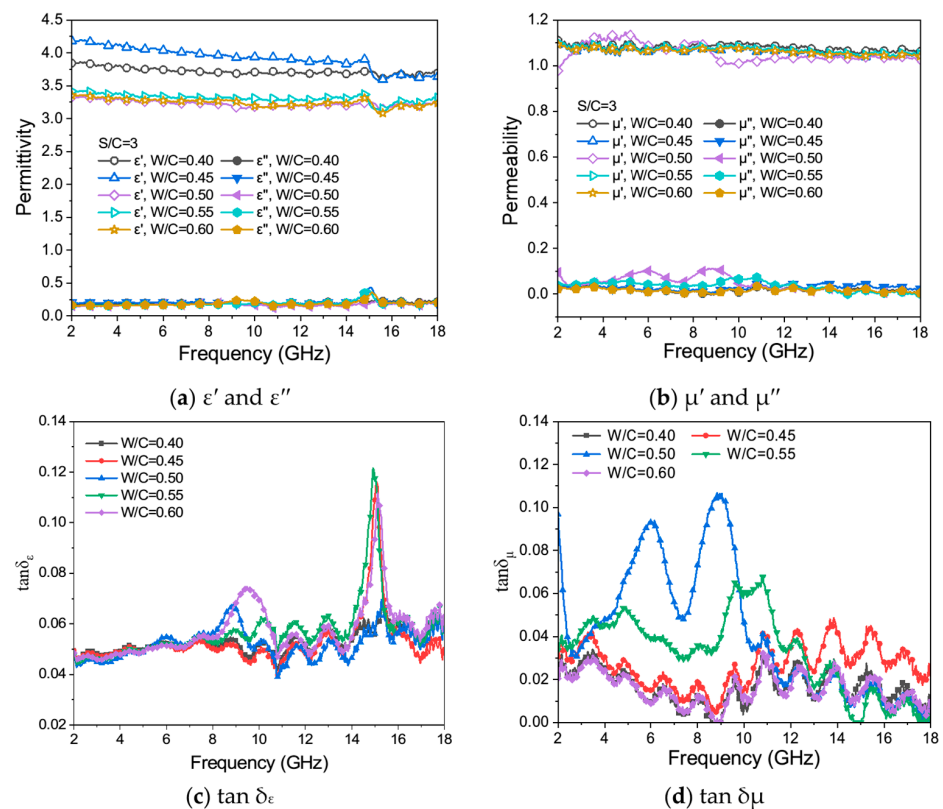 4.5
4.0
3.5
3.0
2.5
2.0
1.5
1.0
0.5
0.0
Permittivity
S/C=3
ε', W/C=0.40 ε'', W/C=0.40
ε', W/C=0.45 ε'', W/C=0.45
ε', W/C=0.50 ε'', W/C=0.50
ε', W/C=0.55 ε'', W/C=0.55
ε', W/C=0.60 ε'', W/C=0.60
2 4 6 8 10 12 14 16 18
Frequency (GHz)
(a) ε′ and ε′′
1.2
1.0
0.8
0.6
0.4
0.2
0.0
Permeability
S/C=3
μ', W/C=0.40 μ'', W/C=0.40
μ', W/C=0.45 μ'', W/C=0.45
μ', W/C=0.50 μ'', W/C=0.50
μ', W/C=0.55 μ'', W/C=0.55
μ', W/C=0.60 μ'', W/C=0.60
2 4 6 8 10 12 14 16 18
Frequency (GHz)
(b) μ′ and μ′′
0.14
0.12
0.10
0.08
0.06
0.04
0.02
tanδε
W/C=0.40
W/C=0.45
W/C=0.50
W/C=0.55
W/C=0.60
2 4 6 8 10 12 14 16 18
Frequency (GHz)
(c) tan δε
0.14
0.12
0.10
0.08
0.06
0.04
0.02
0.00
tanδμ
W/C=0.40 W/C=0.45
W/C=0.50 W/C=0.55
W/C=0.60
2 4 6 8 10 12 14 16 18
Frequency (GHz)
(d) tan δμ